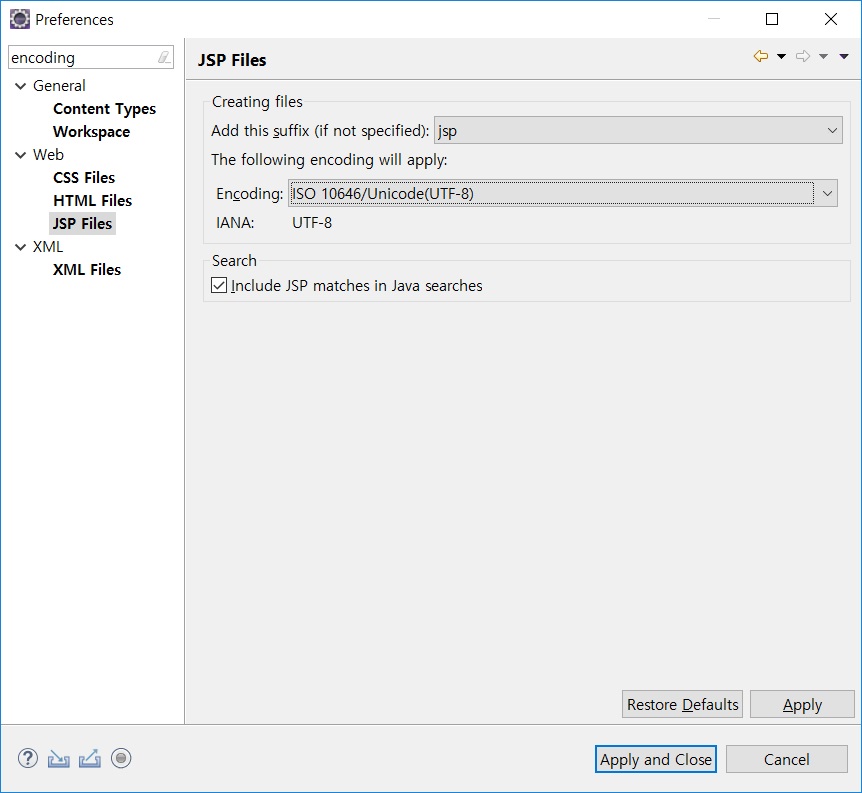 Preferences
encoding
General
Content Types
Workspace
Web
CSS Files
HTML Files
JSP Files
XML
XML Files
JSP Files
Creating files
Add this suffix (if not specified): jsp
The following encoding will apply:
Encoding: ISO 10646/Unicode(UTF-8)
IANA: UTF-8
Search
Include JSP matches in Java searches
Restore Defaults Apply
Apply and Close Cancel